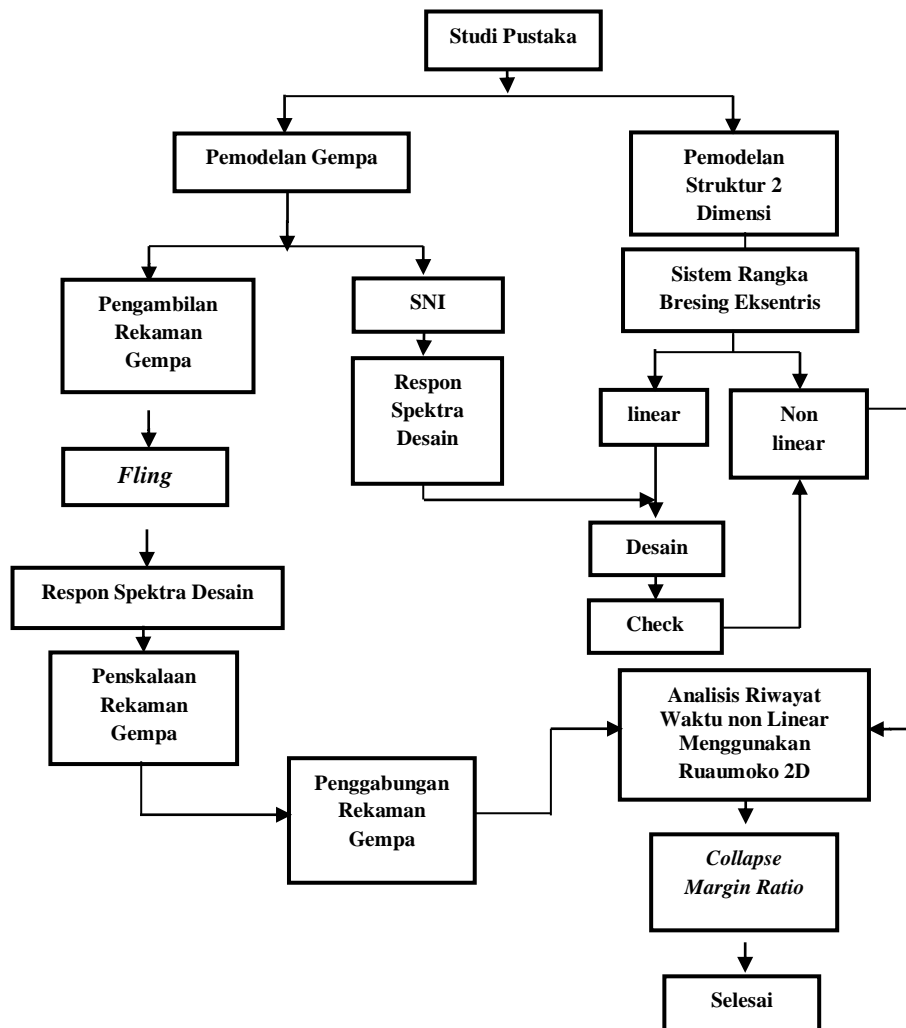 Studi Pustaka
Pemodelan Gempa
Pemodelan
Struktur 2
Dimensi
Sistem Rangka
Bresing Eksentris
Pengambilan
Rekaman
Gempa
SNI
Respon
Spektra
Desain
linear
Non
linear
Fling
Desain
Respon Spektra Desain
Check
Penskalaan
Rekaman
Gempa
Analisis Riwayat
Waktu non Linear
Menggunakan
Ruaumoko 2D
Penggabungan
Rekaman
Gempa
Collapse
Margin Ratio
Selesai